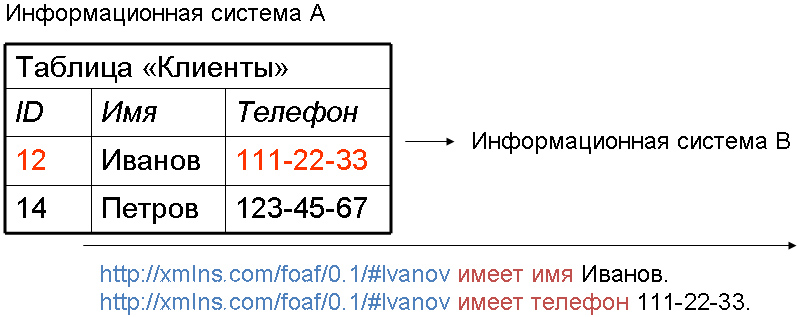 Информационная система А
Таблица «Клиенты»
ID Имя Телефон
12 Иванов 111-22-33
14 Петров 123-45-67
Информационная система В
http://xmlns.com/foaf/0.1/#Ivanov имеет имя Иванов.
http://xmlns.com/foaf/0.1/#Ivanov имеет телефон 111-22-33.